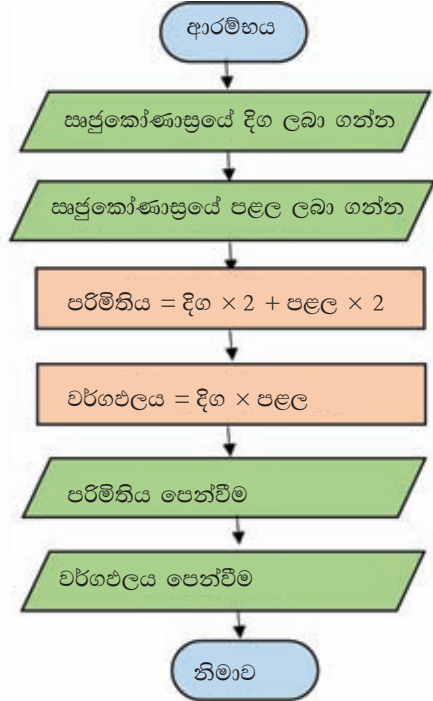 ආරම්භය
සෘජුකෝණාස්‍රයේ දිග ලබා ගන්න
සෘජුකෝණාස්‍රයේ පළල ලබා ගන්න
පරිමිතිය = දිග × 2 + පළල × 2
වර්ගඵලය = දිග × පළල
පරිමිතිය පෙන්වීම
වර්ගඵලය පෙන්වීම
නිමාව